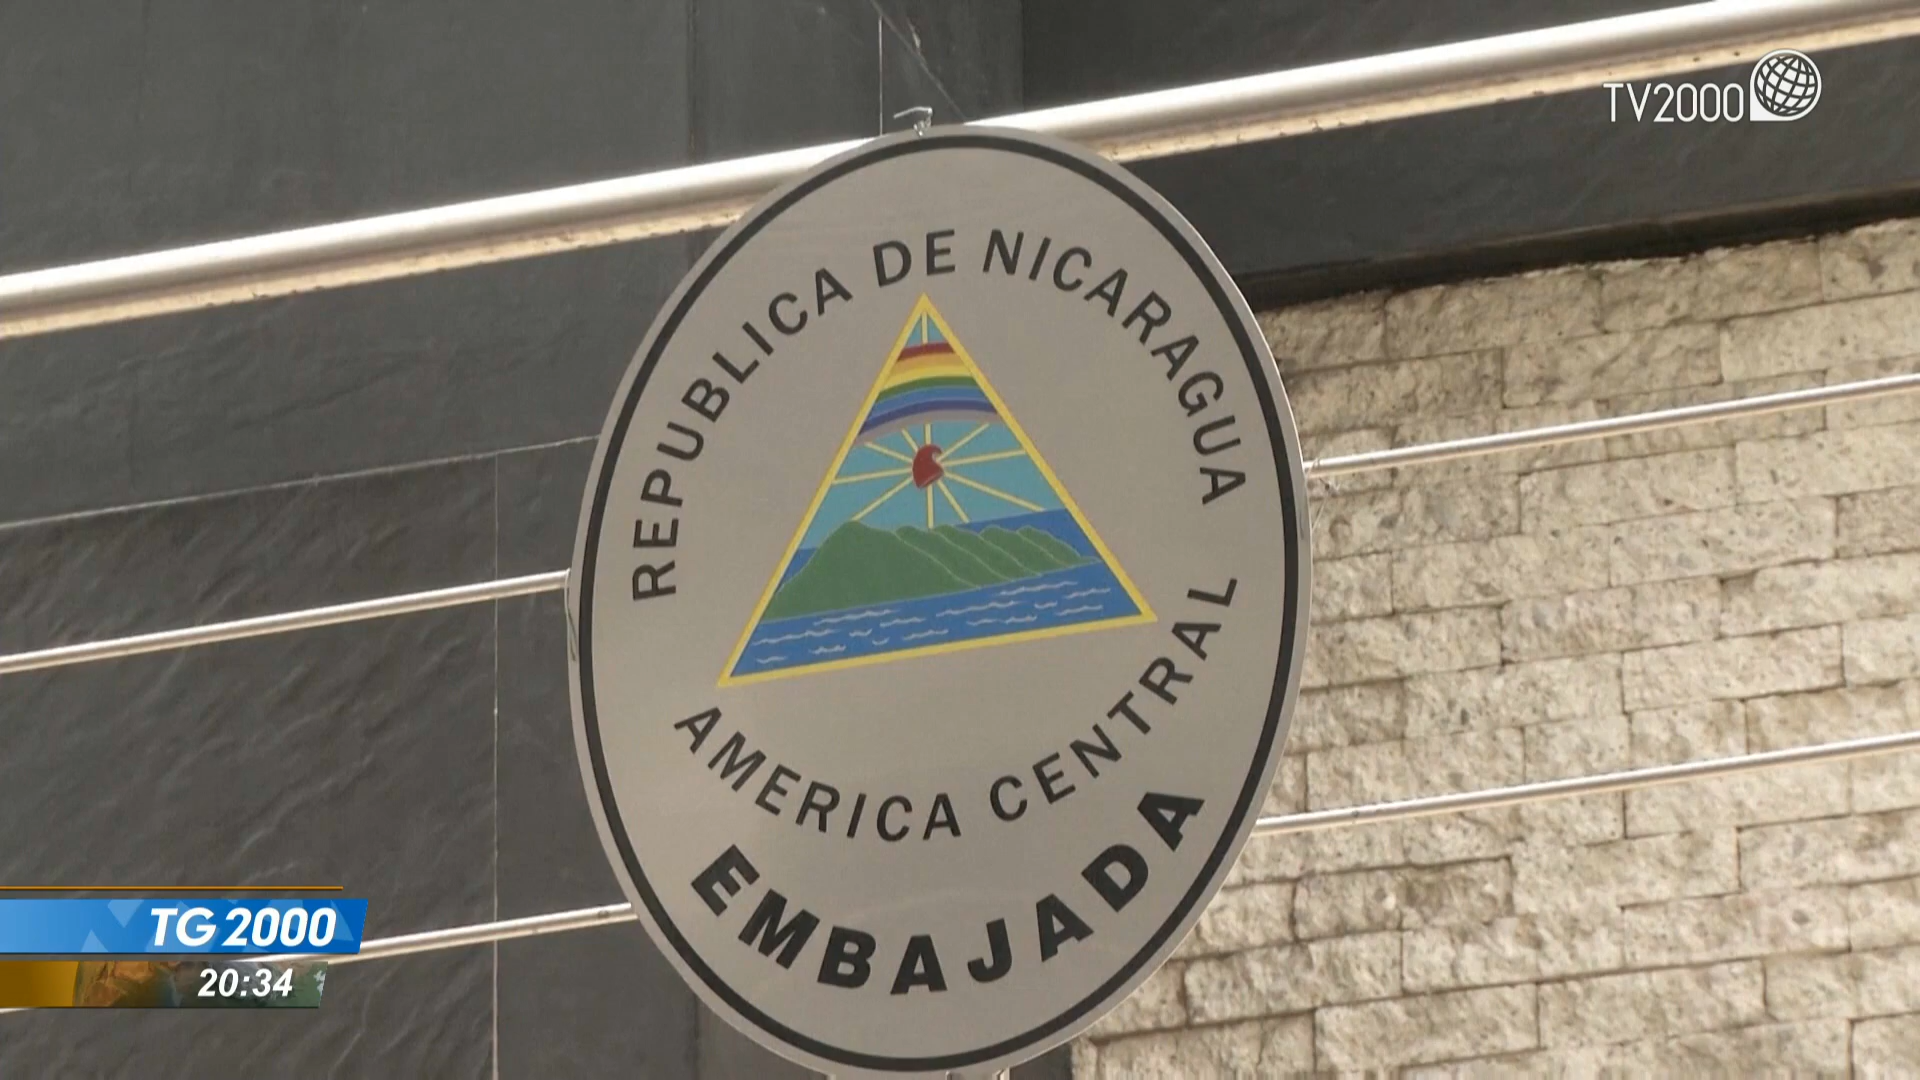 TV2000
REPUBLICA DE NICARAGUA
AMERICA CENTRAL
EMBAJADA
TG 2000
20:34